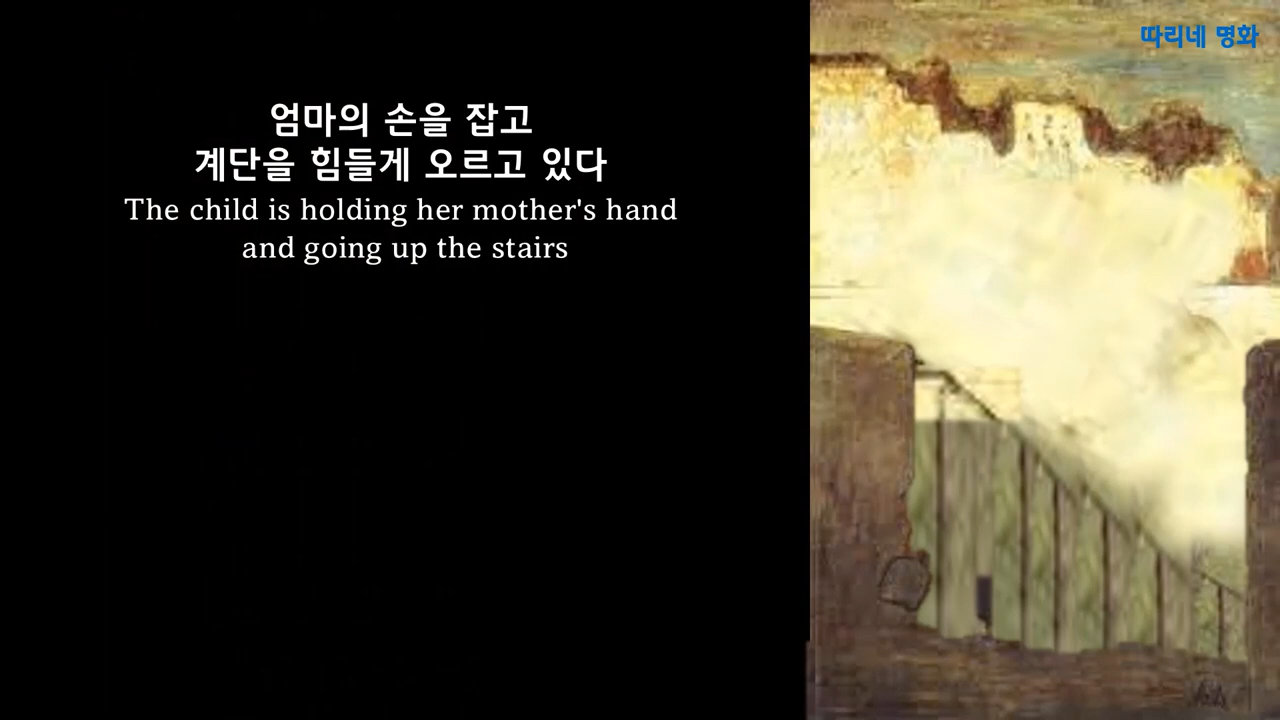 따리네 명화
엄마의 손을 잡고
계단을 힘들게 오르고 있다
The child is holding her mother's hand
and going up the stairs